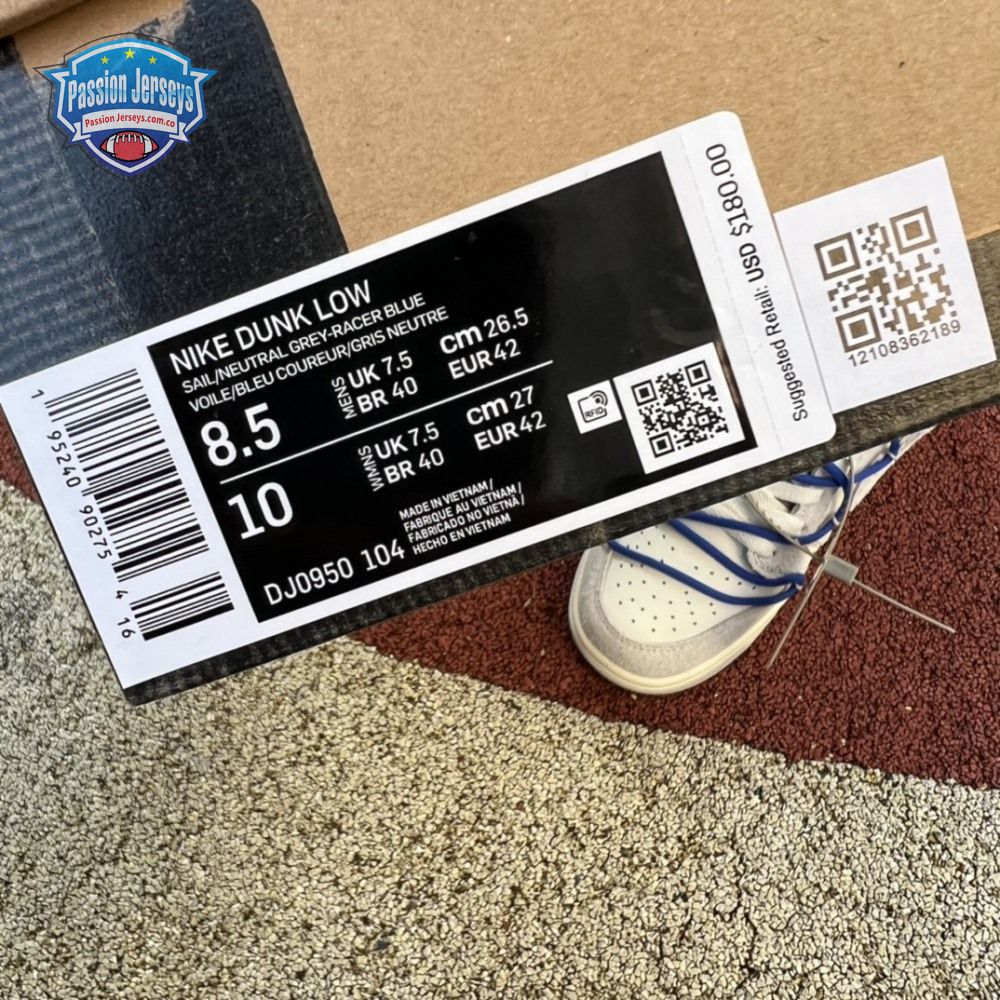 Passion Jerseys
Passion Jerseys.com.co
NIKE DUNK LOW
SAIL/NEUTRAL GREY-RACER BLUE
VOILE/BLEU COUREUR/GRIS NEUTRE
8.5
MENS
UK 7.5
BR 40
cm 26.5
EUR 42
10
WMNS
UK 7.5
BR 40
cm 27
EUR 42
RFID
MADE IN VIETNAM/
FABRIQUE AU VIETNAM/
FABRICADO NO VIETNÃ/
HECHO EN VIETNAM
DJ0950 104
1 95240 90275 4 16
Suggested Retail: USD $180.00
12108362189